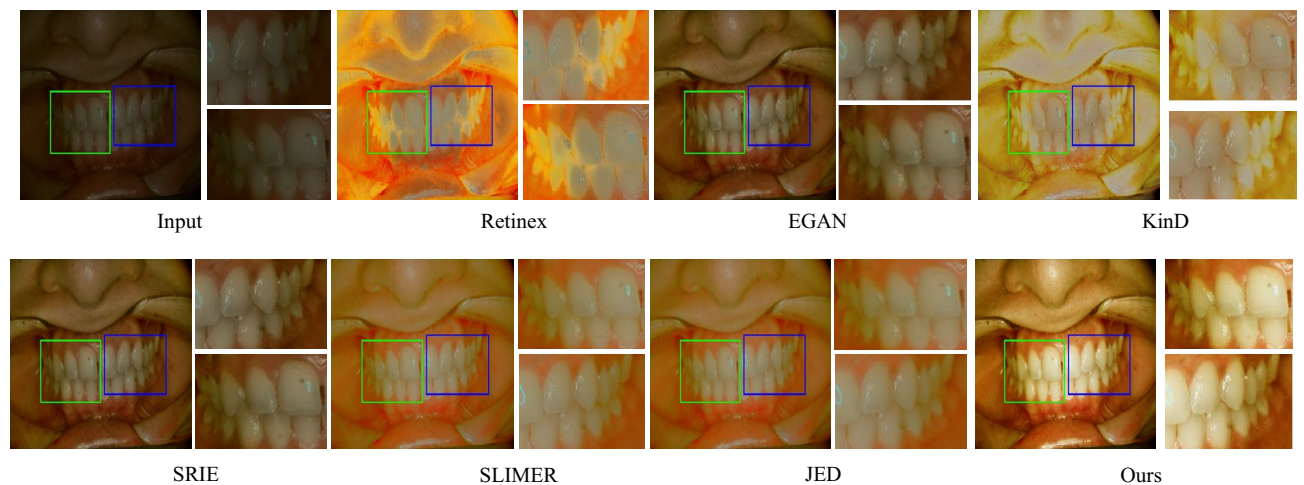 Input
Retinex
EGAN
KinD
SRIE
SLIMER
JED
Ours